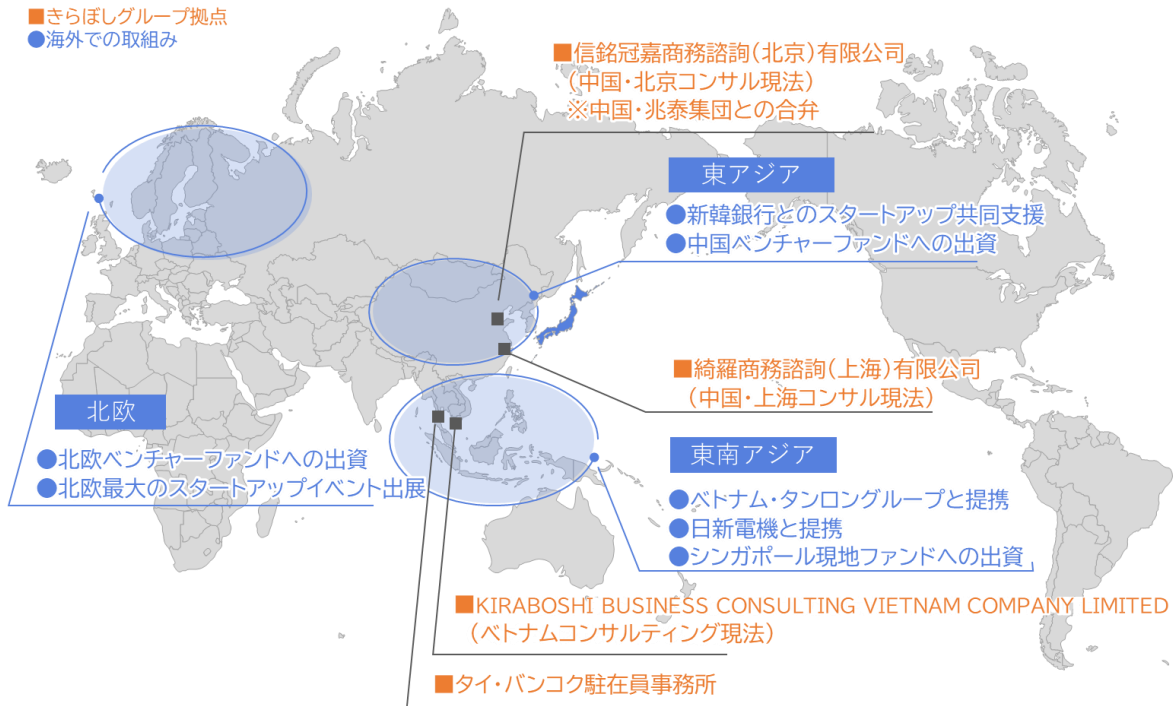 ■きらぼしグループ拠点
●海外での取組み
■信銘冠嘉商務諮詢(北京)有限公司
(中国・北京コンサル現法)
※中国・兆泰集団との合弁
東アジア
●新韓銀行とのスタートアップ共同支援
●中国ベンチャーファンドへの出資
■綺羅商務諮詢(上海)有限公司
(中国・上海コンサル現法)
北欧
●北欧ベンチャーファンドへの出資
●北欧最大のスタートアップイベント出展
東南アジア
●ベトナム・タンロングループと提携
●日新電機と提携
●シンガポール現地ファンドへの出資
■KIRABOSHI BUSINESS CONSULTING VIETNAM COMPANY LIMITED
(ベトナムコンサルティング現法)
■タイ・バンコク駐在員事務所